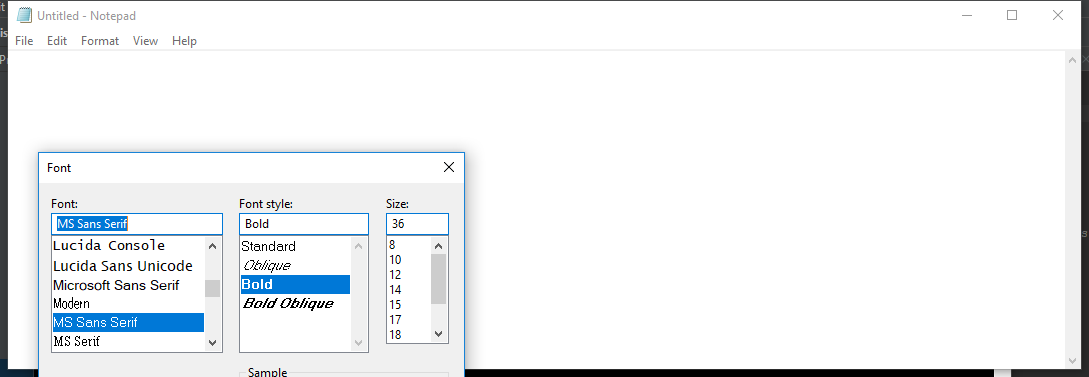 Untitled - Notepad
File Edit Format View Help
Font
Font: Font style: Size:
MS Sans Serif Bold 36
Lucida Console Standard 8
Lucida Sans Unicode Oblique 10
Microsoft Sans Serif Bold 12
Modern Bold Oblique 14
MS Sans Serif 15
MS Serif 17
18
Sample